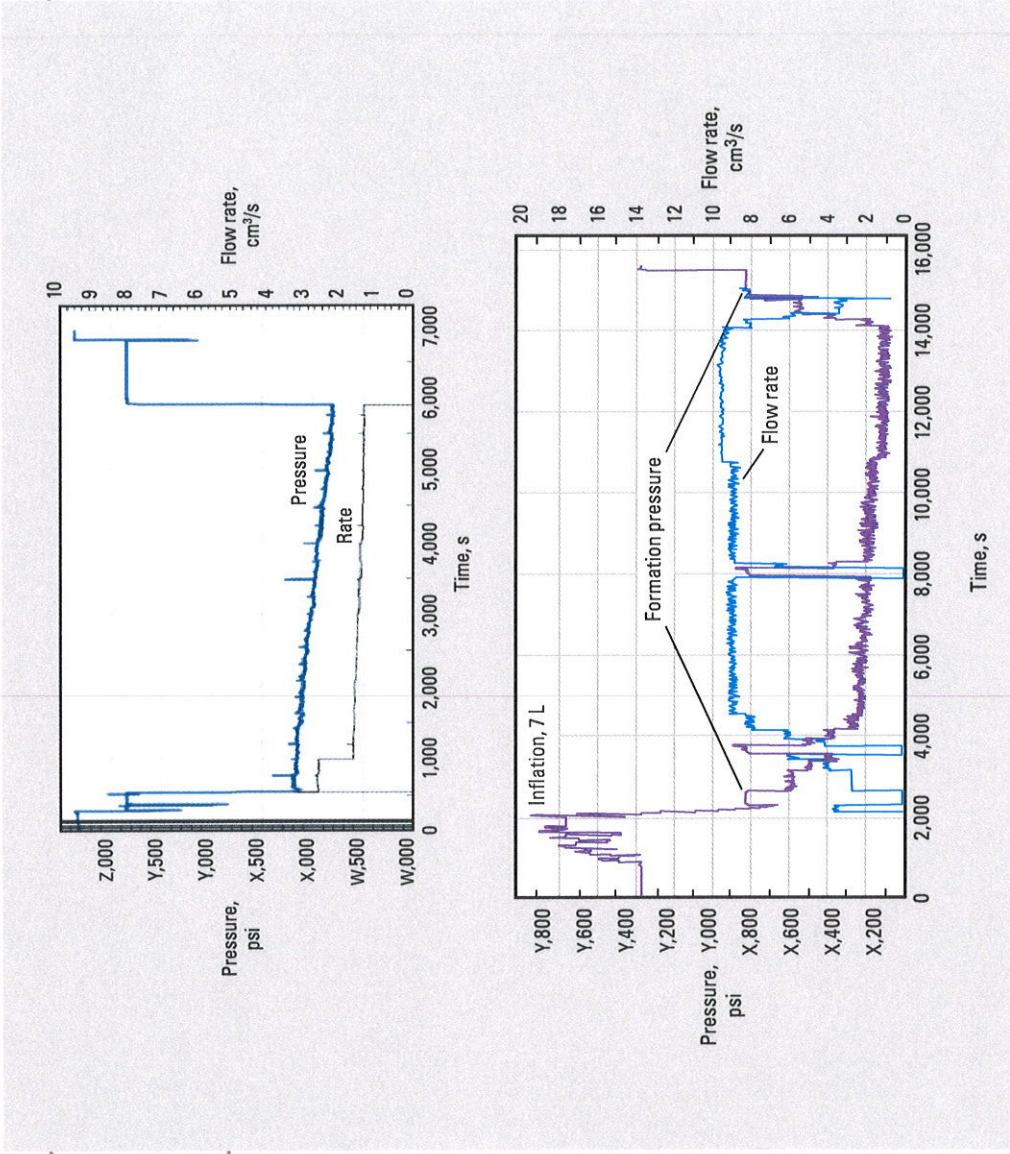 Pressure,
psi
Z,000
Y,500
Y,000
X,500
X,000
W,500
W,000
Flow rate,
cm³/s
10
9
8
7
6
5
4
3
2
1
0
Pressure
Rate
0
1,000
2,000
3,000
4,000
5,000
6,000
7,000
Time, s
Pressure,
psi
Y,800
Y,600
Y,400
Y,200
Y,000
X,800
X,600
X,400
X,200
Flow rate,
cm³/s
20
18
16
14
12
10
8
6
4
2
0
Inflation, 7 L
Formation pressure
Flow rate
0
2,000
4,000
6,000
8,000
10,000
12,000
14,000
16,000
Time, s